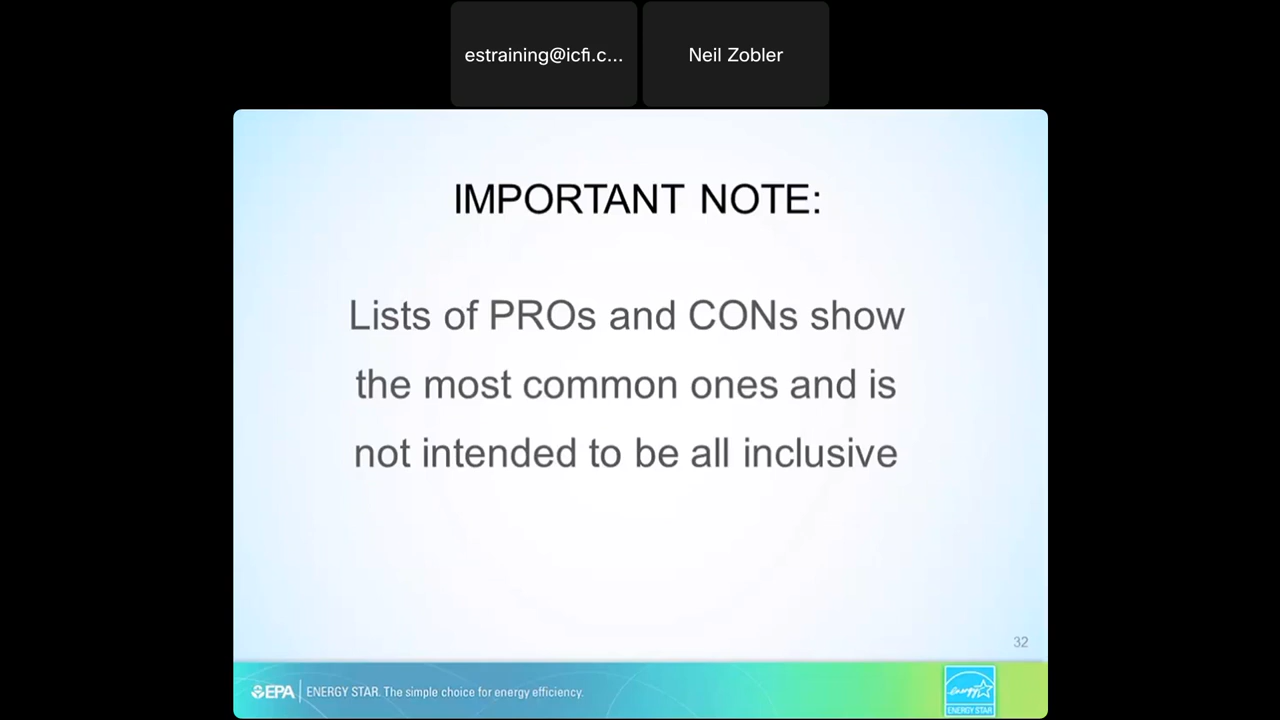 estraining@icfi.c...
Neil Zobler
IMPORTANT NOTE:
Lists of PROs and CONs show
the most common ones and is
not intended to be all inclusive
32
EPA
ENERGY STAR. The simple choice for energy efficiency.
energy
ENERGY STAR